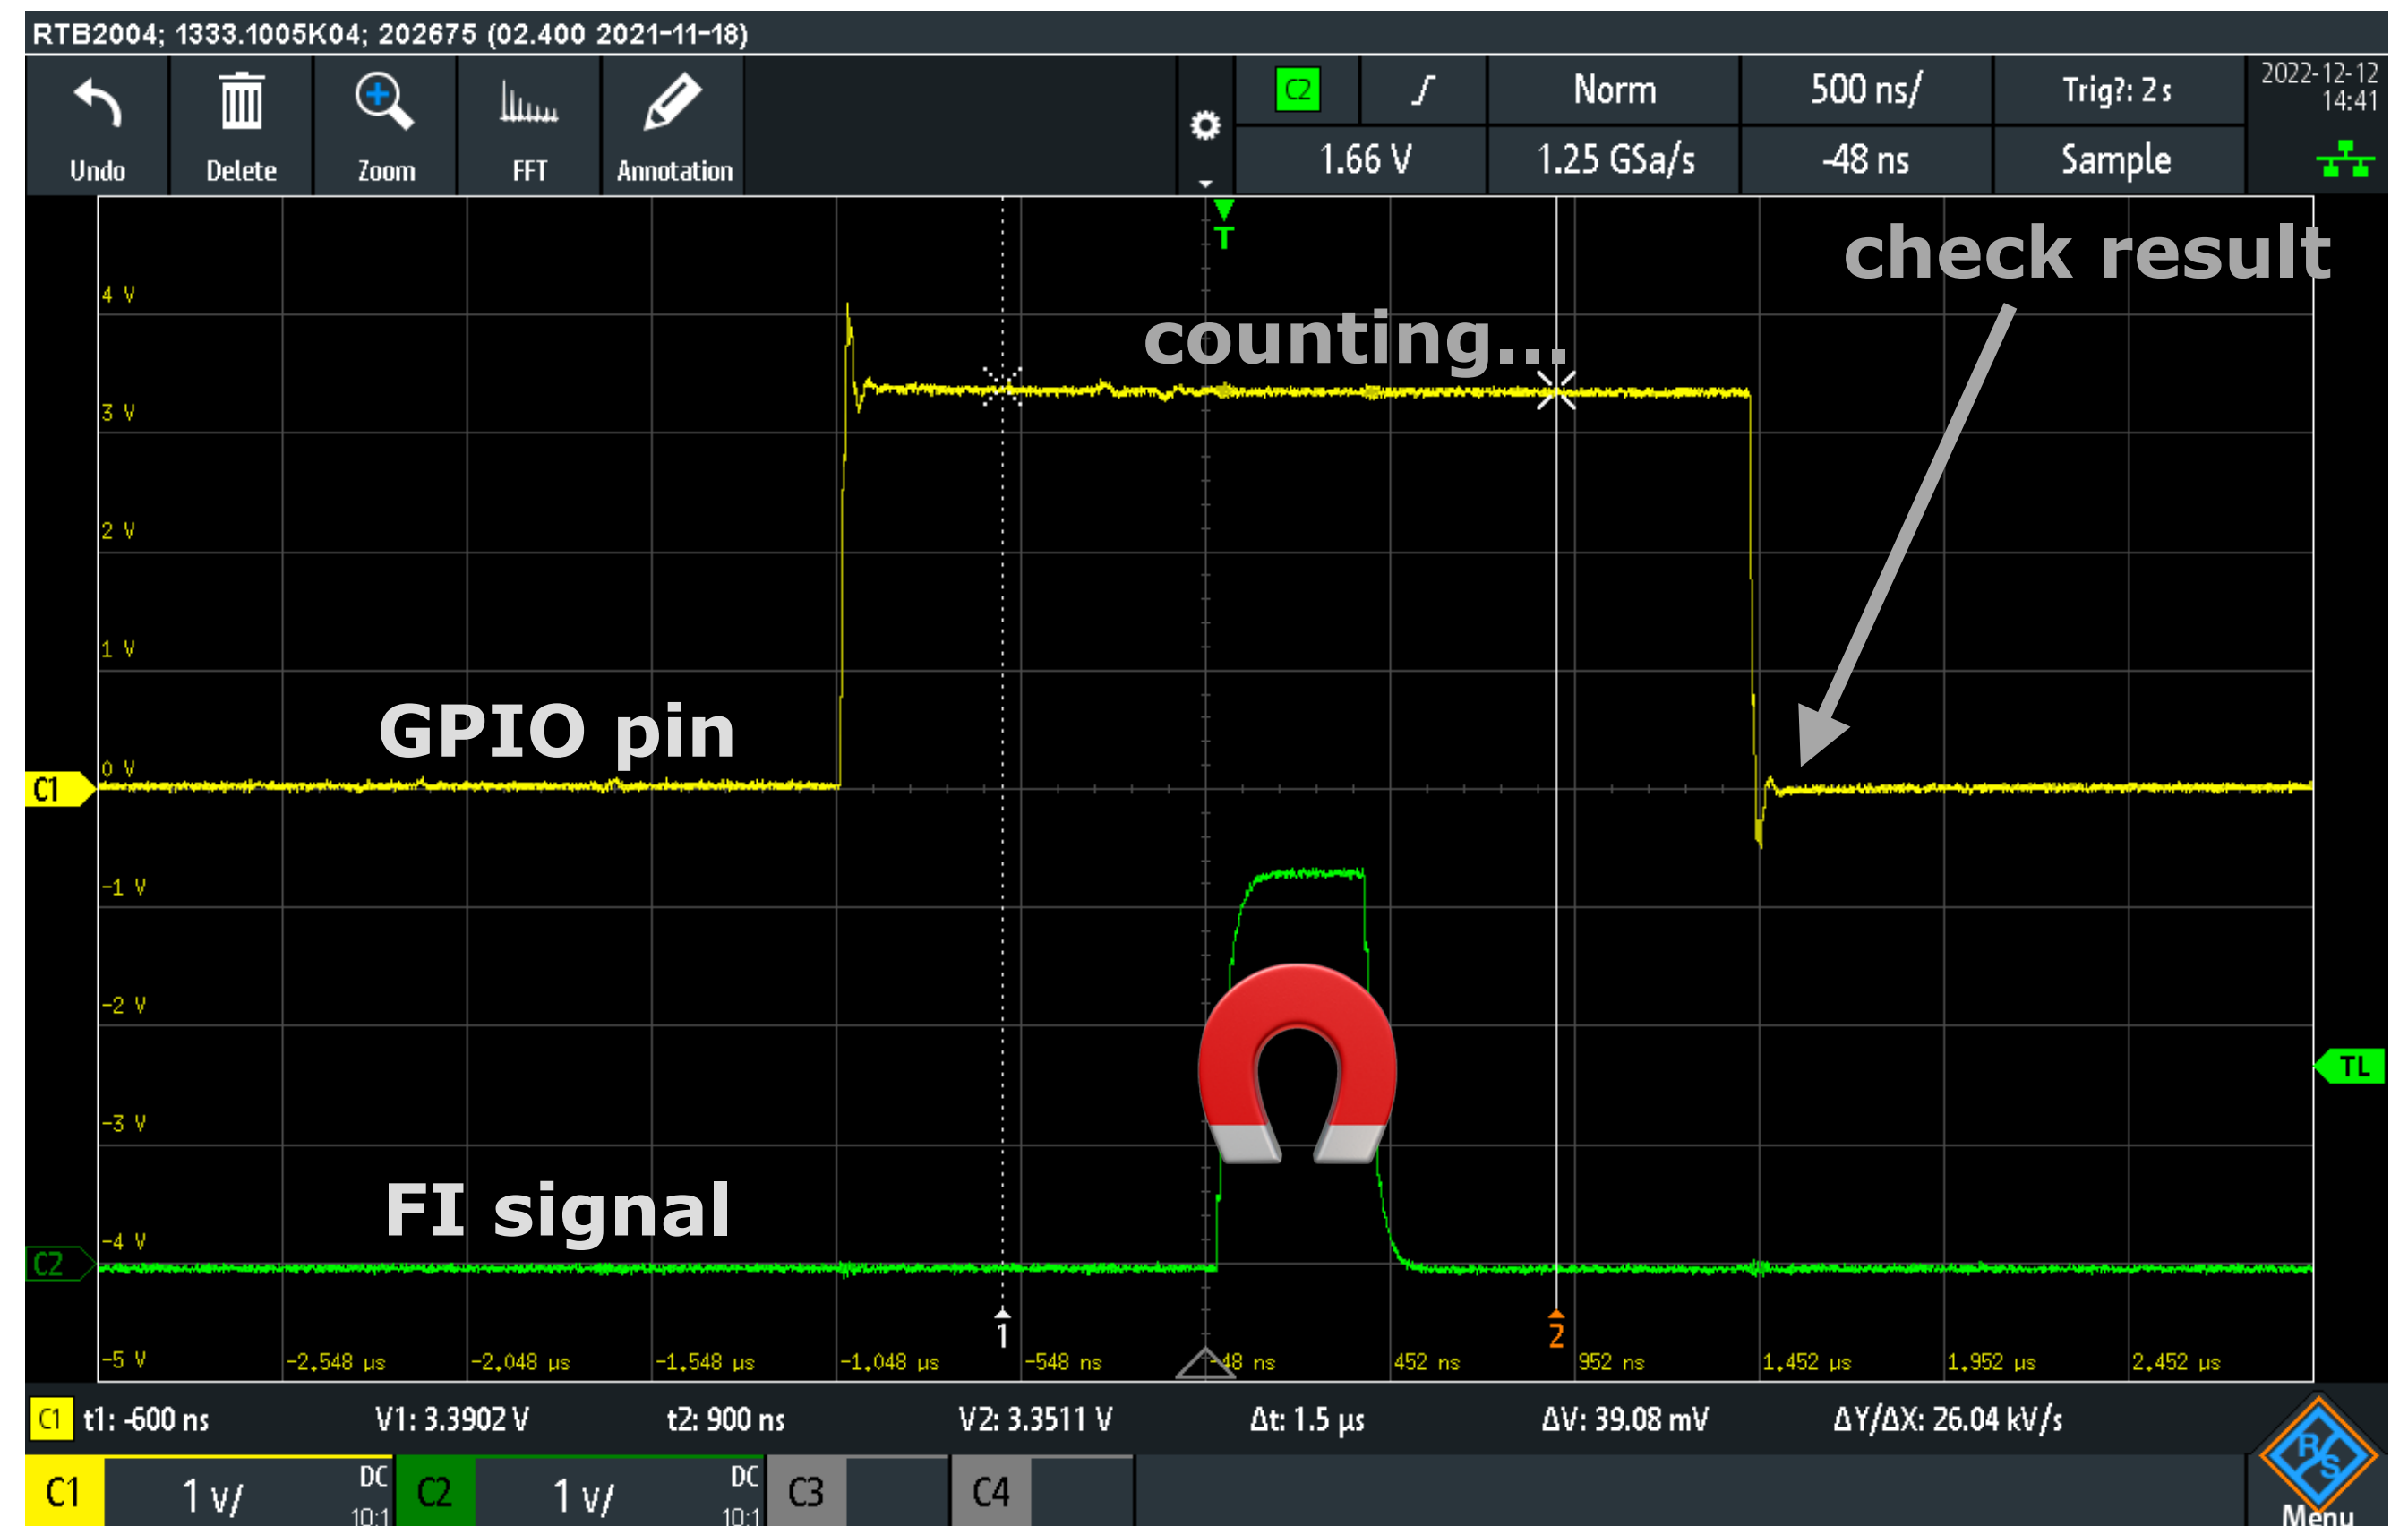 RTB2004; 1333.1005K04; 202675 (02.400 2021-11-18)
Undo
Delete
Zoom
FFT
Annotation
C2
Norm
500 ns/
Trig?: 2 s
2022-12-12
14:41
1.66 V
1.25 GSa/s
-48 ns
Sample
T
check result
4 V
counting...
3 V
2 V
1 V
GPIO pin
0 V
C1
-1 V
-2 V
TL
-3 V
FI signal
-4 V
C2
1
2
-5 V
-2.548 µs
-2.048 µs
-1.548 µs
-1.048 µs
-548 ns
-48 ns
452 ns
952 ns
1.452 µs
1.952 µs
2.452 µs
C1
t1: -600 ns
V1: 3.3902 V
t2: 900 ns
V2: 3.3511 V
Δt: 1.5 µs
ΔV: 39.08 mV
ΔY/ΔX: 26.04 kV/s
R S
C1
1 V/
DC
10:1
C2
1 V/
DC
10:1
C3
C4
Menu